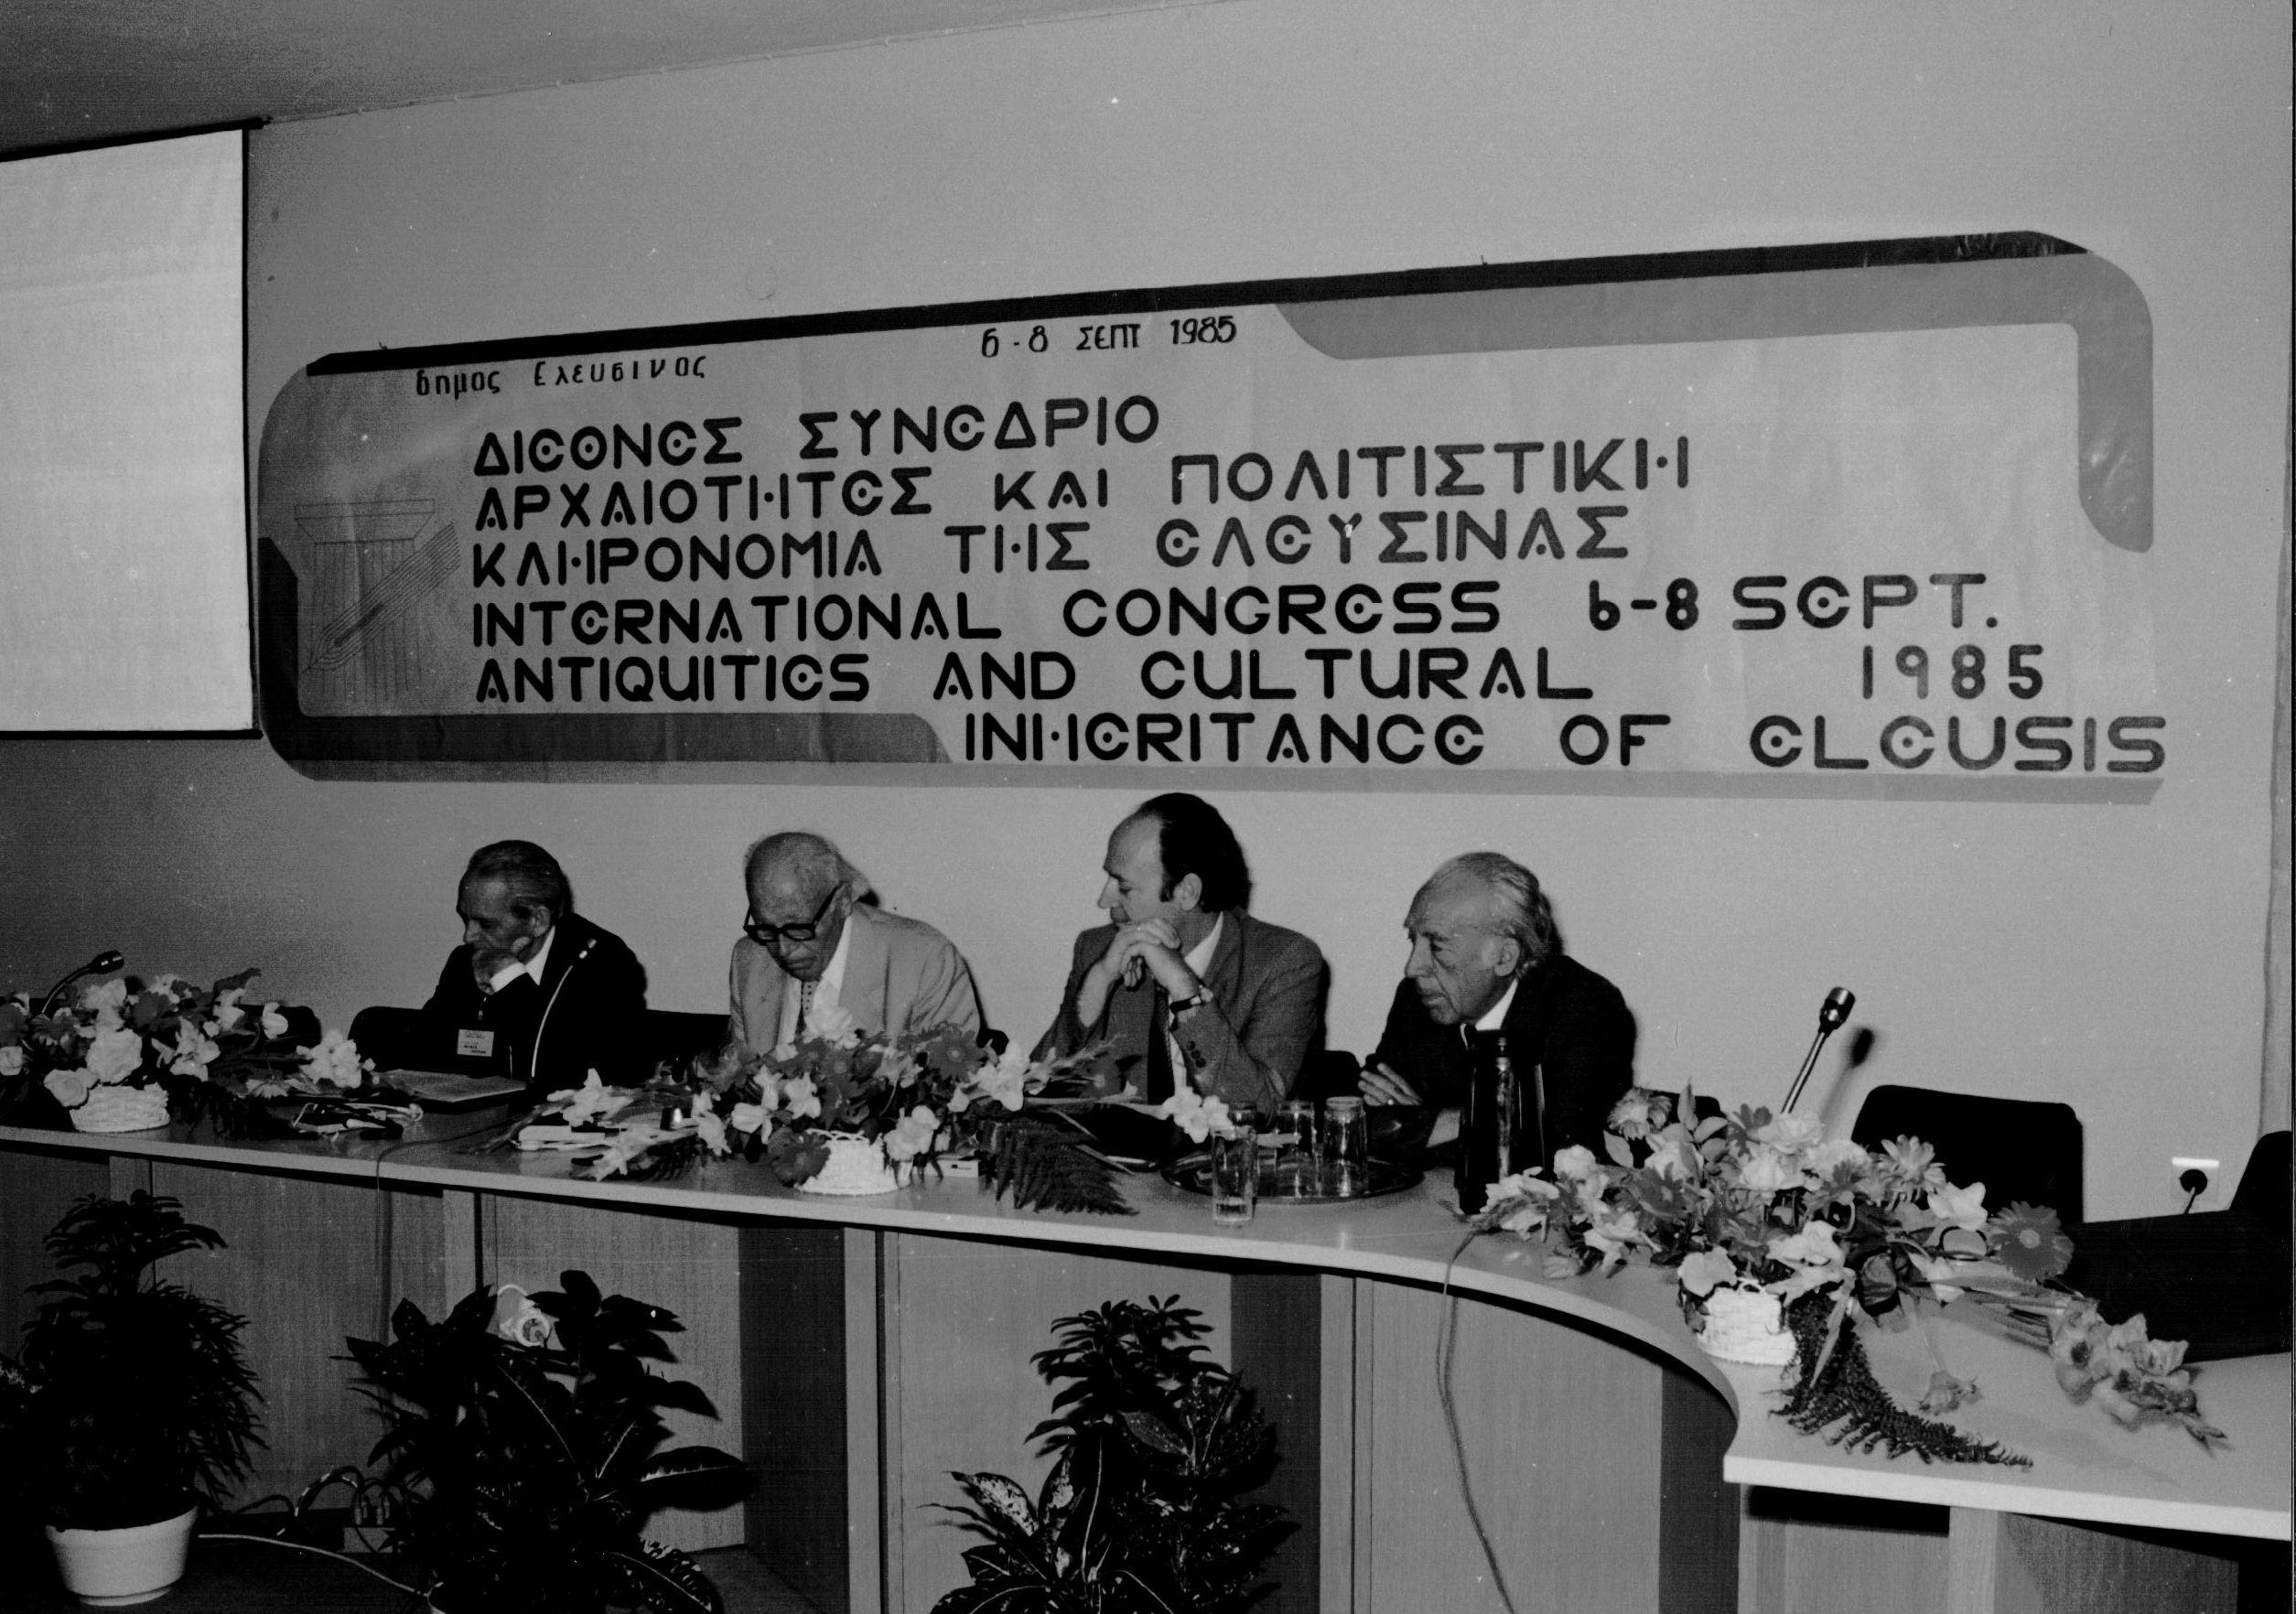 6-8 ΣΕΠΤ 1985
δημος Ελευσινος
ΔΙΕΘΝΕΣ ΣΥΝΕΔΡΙΟ
ΑΡΧΑΙΟΤΗΤΕΣ ΚΑΙ ΠΟΛΙΤΙΣΤΙΚΗ
ΚΛΗΡΟΝΟΜΙΑ ΤΗΣ ΕΛΕΥΣΙΝΑΣ
INTERNATIONAL CONGRESS 6-8 SEPT.
ANTIQUITIES AND CULTURAL 1985
INHERITANCE OF ELEUSIS